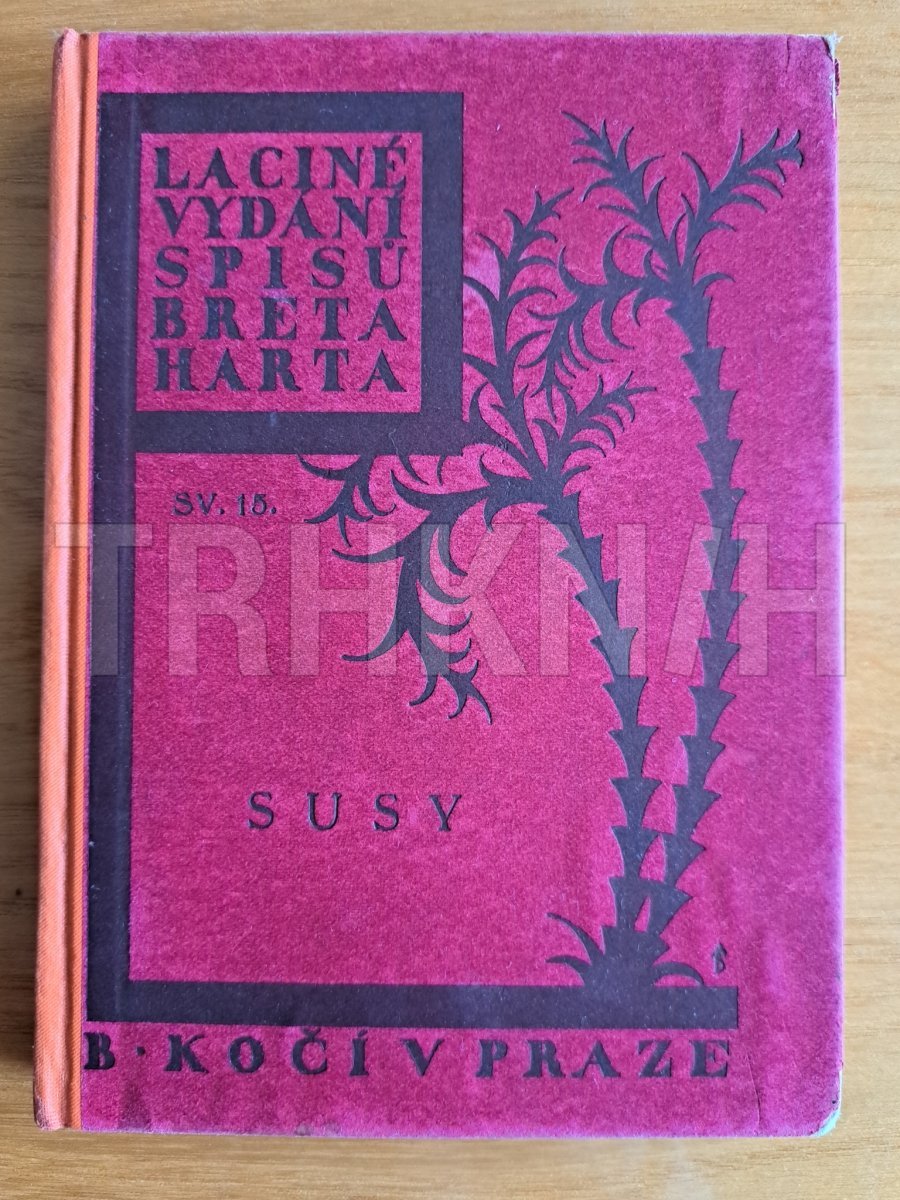 LACINÉ
VYDÁNÍ
SPISŮ
BRETA
HARTA
SV. 15.
TRHKNIH
SUSY
B · KOČÍ V PRAZE